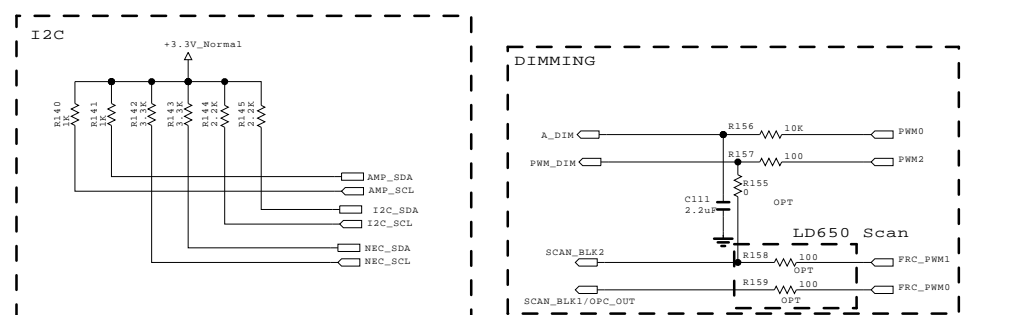 I2C
+3.3V_Normal
R140
1K
R141
1K
R142
3.3K
R143
3.3K
R144
2.2K
R145
2.2K
AMP_SDA
AMP_SCL
I2C_SDA
I2C_SCL
NEC_SDA
NEC_SCL
DIMMING
A_DIM
R156
10K
PWM0
PWM_DIM
R157
100
PWM2
R155
0
OPT
C111
2.2uF
LD650 Scan
SCAN_BLK2
R158
100
OPT
FRC_PWM1
R159
100
OPT
FRC_PWM0
SCAN_BLK1/OPC_OUT